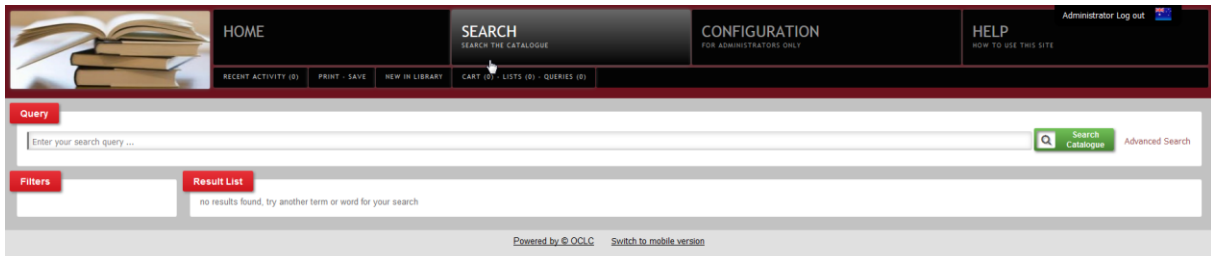 Administrator Log out
HOME
SEARCH
SEARCH THE CATALOGUE
CONFIGURATION
FOR ADMINISTRATORS ONLY
HELP
HOW TO USE THIS SITE
RECENT ACTIVITY (0) PRINT - SAVE NEW IN LIBRARY CART (0) - LISTS (0) - QUERIES (0)
Query
Enter your search query ...
Search
Catalogue
Advanced Search
Filters
Result List
no results found, try another term or word for your search
Powered by © OCLC Switch to mobile version